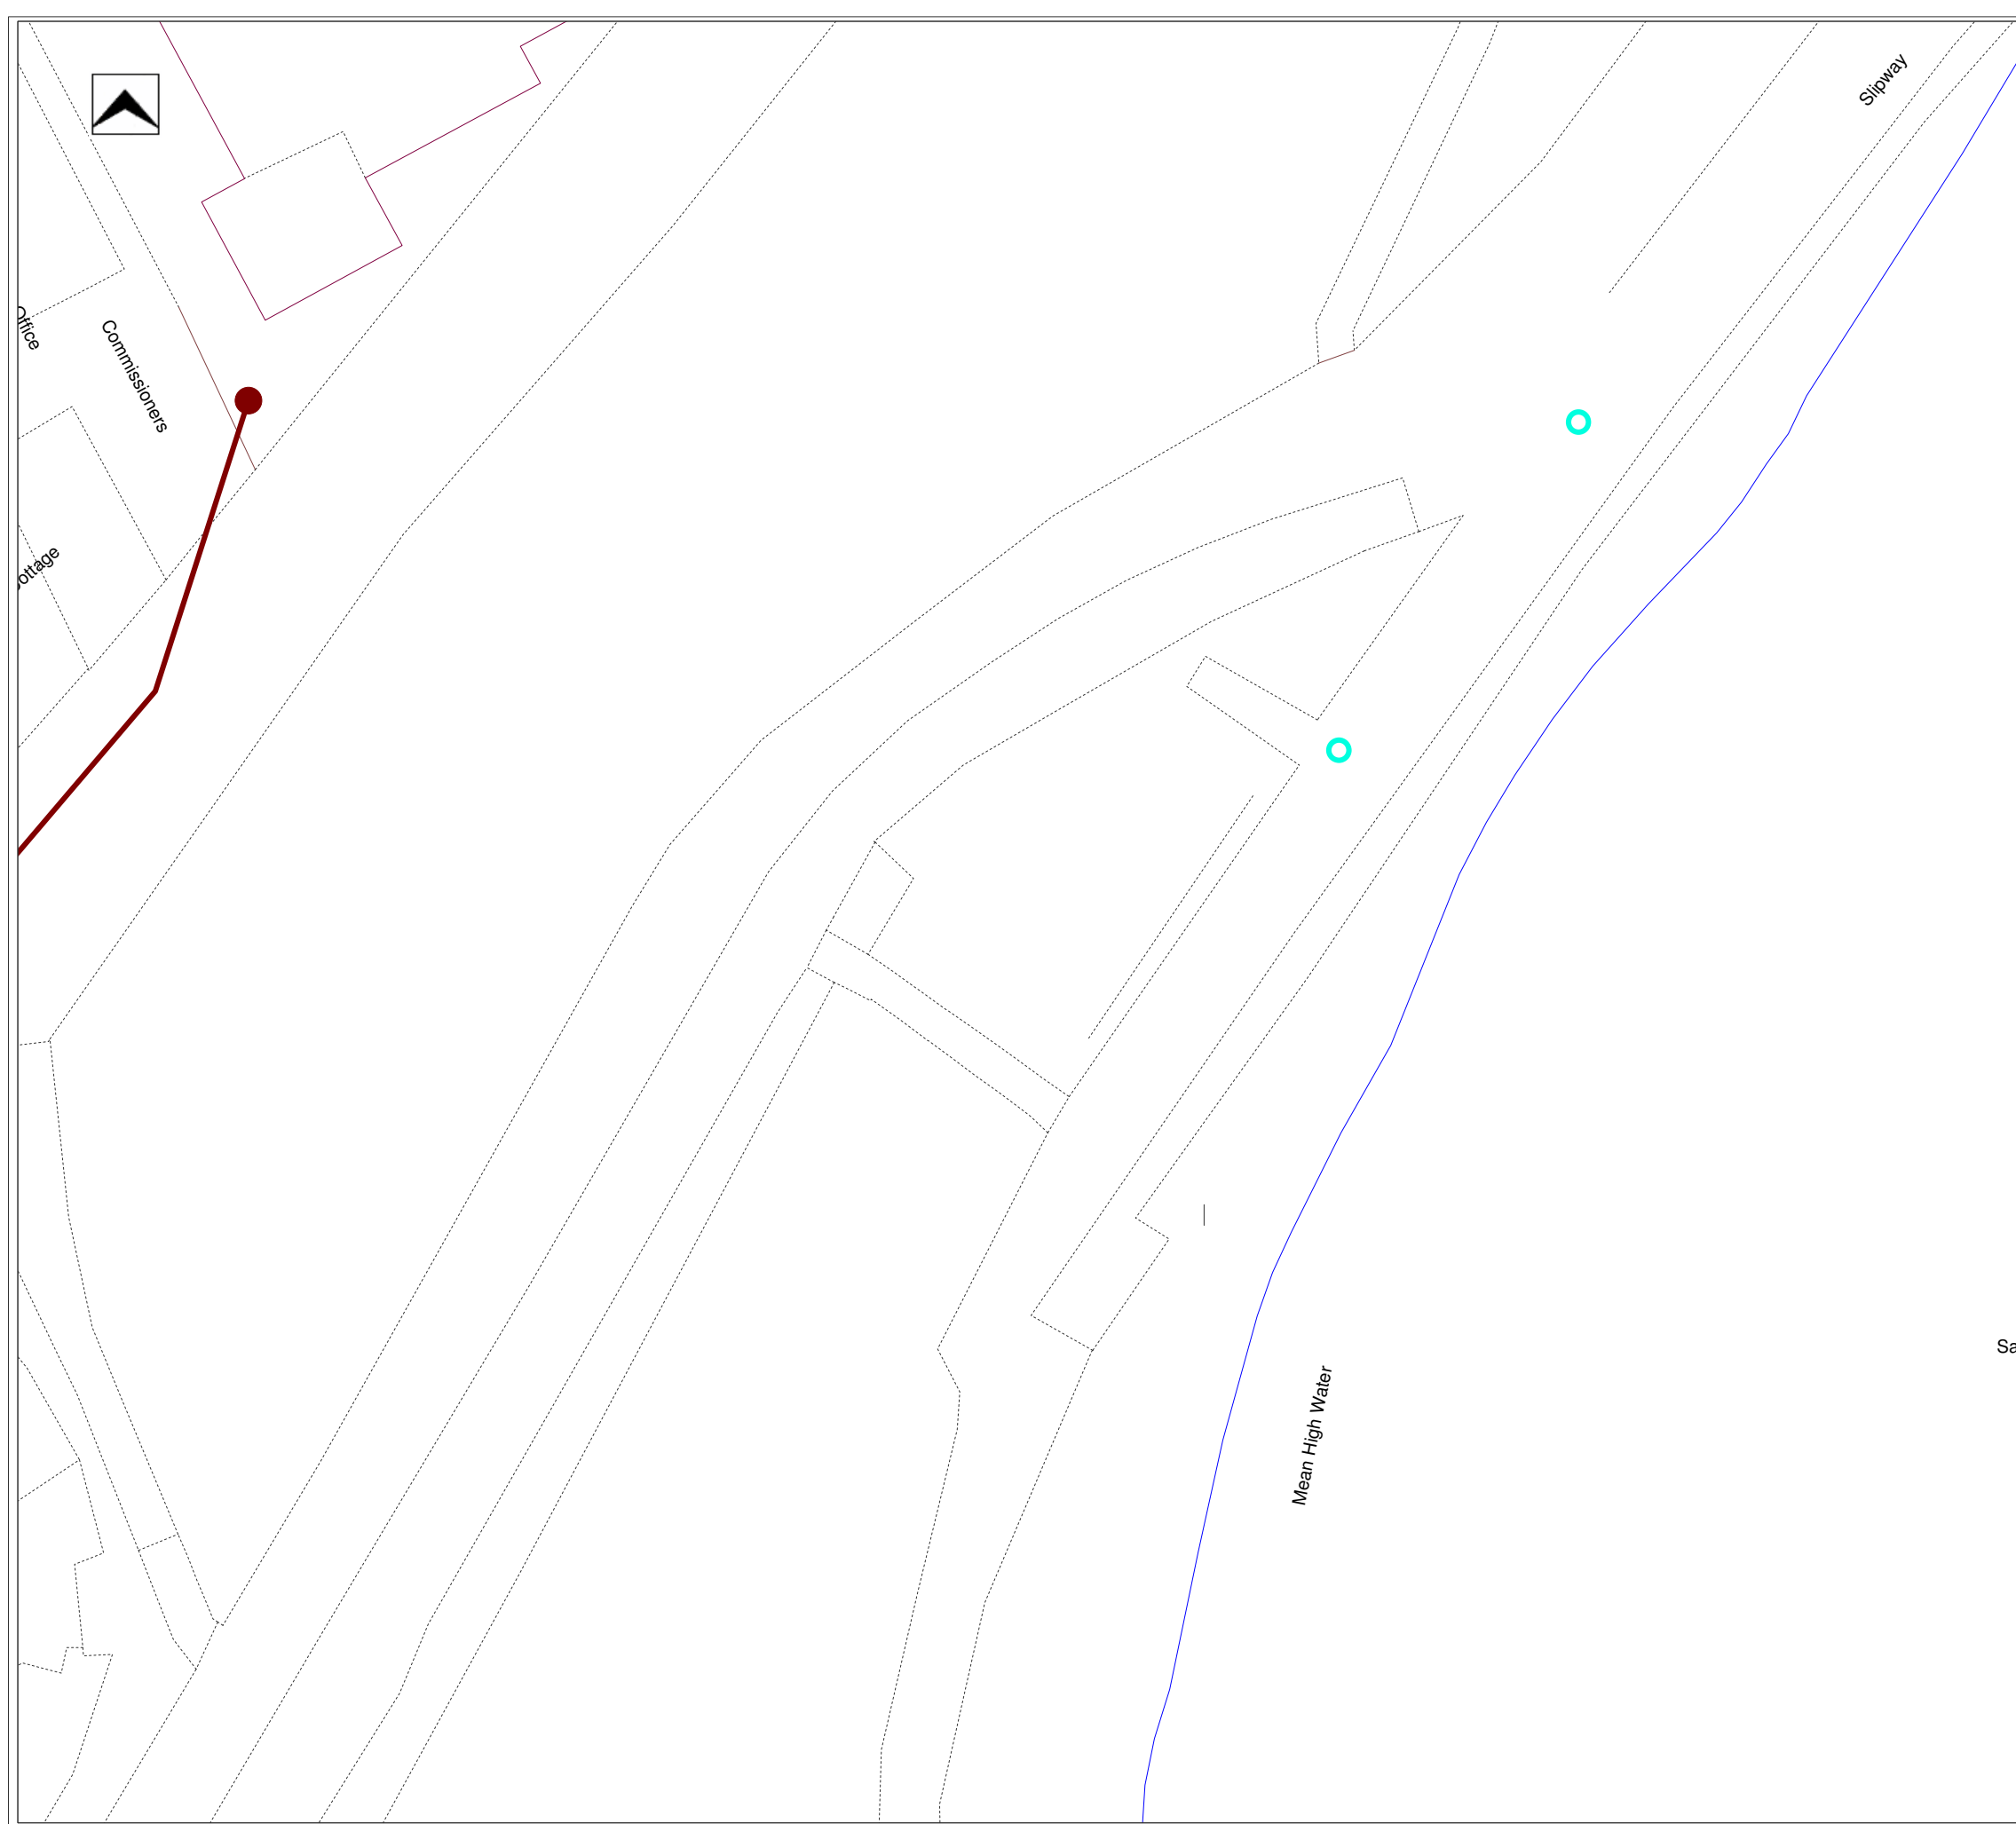 Slipway
Office
Commissioners
ottage
Sa
Mean High Water